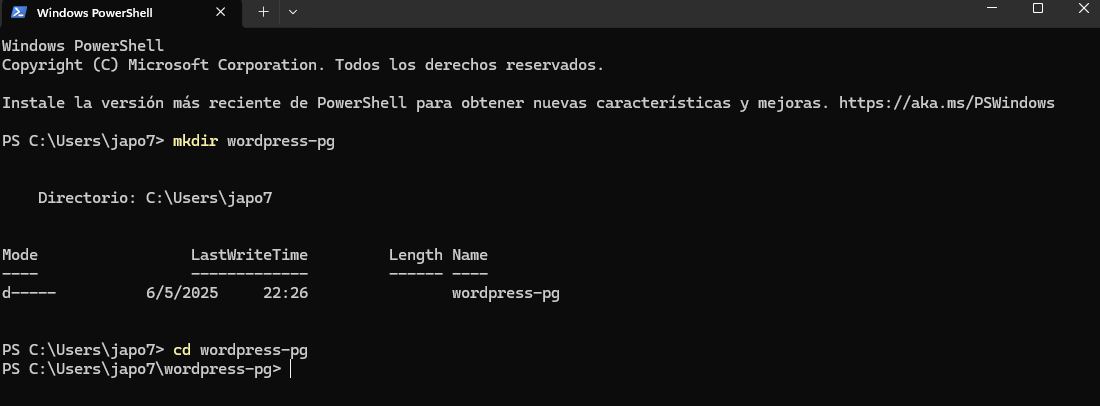 Windows PowerShell
Windows PowerShell
Copyright (C) Microsoft Corporation. Todos los derechos reservados.
Instale la versión más reciente de PowerShell para obtener nuevas características y mejoras. https://aka.ms/PSWindows
PS C:\Users\japo7> mkdir wordpress-pg
    Directorio: C:\Users\japo7
Mode                 LastWriteTime         Length Name
----                 -------------         ------ ----
d-----          6/5/2025     22:26                wordpress-pg
PS C:\Users\japo7> cd wordpress-pg
PS C:\Users\japo7\wordpress-pg>